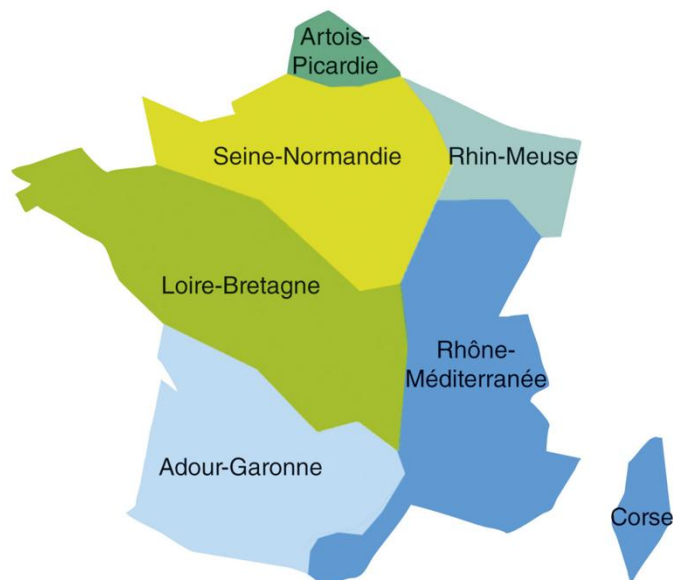 Artois-
Picardie
Seine-Normandie
Rhin-Meuse
Loire-Bretagne
Rhône-
Méditerranée
Adour-Garonne
Corse